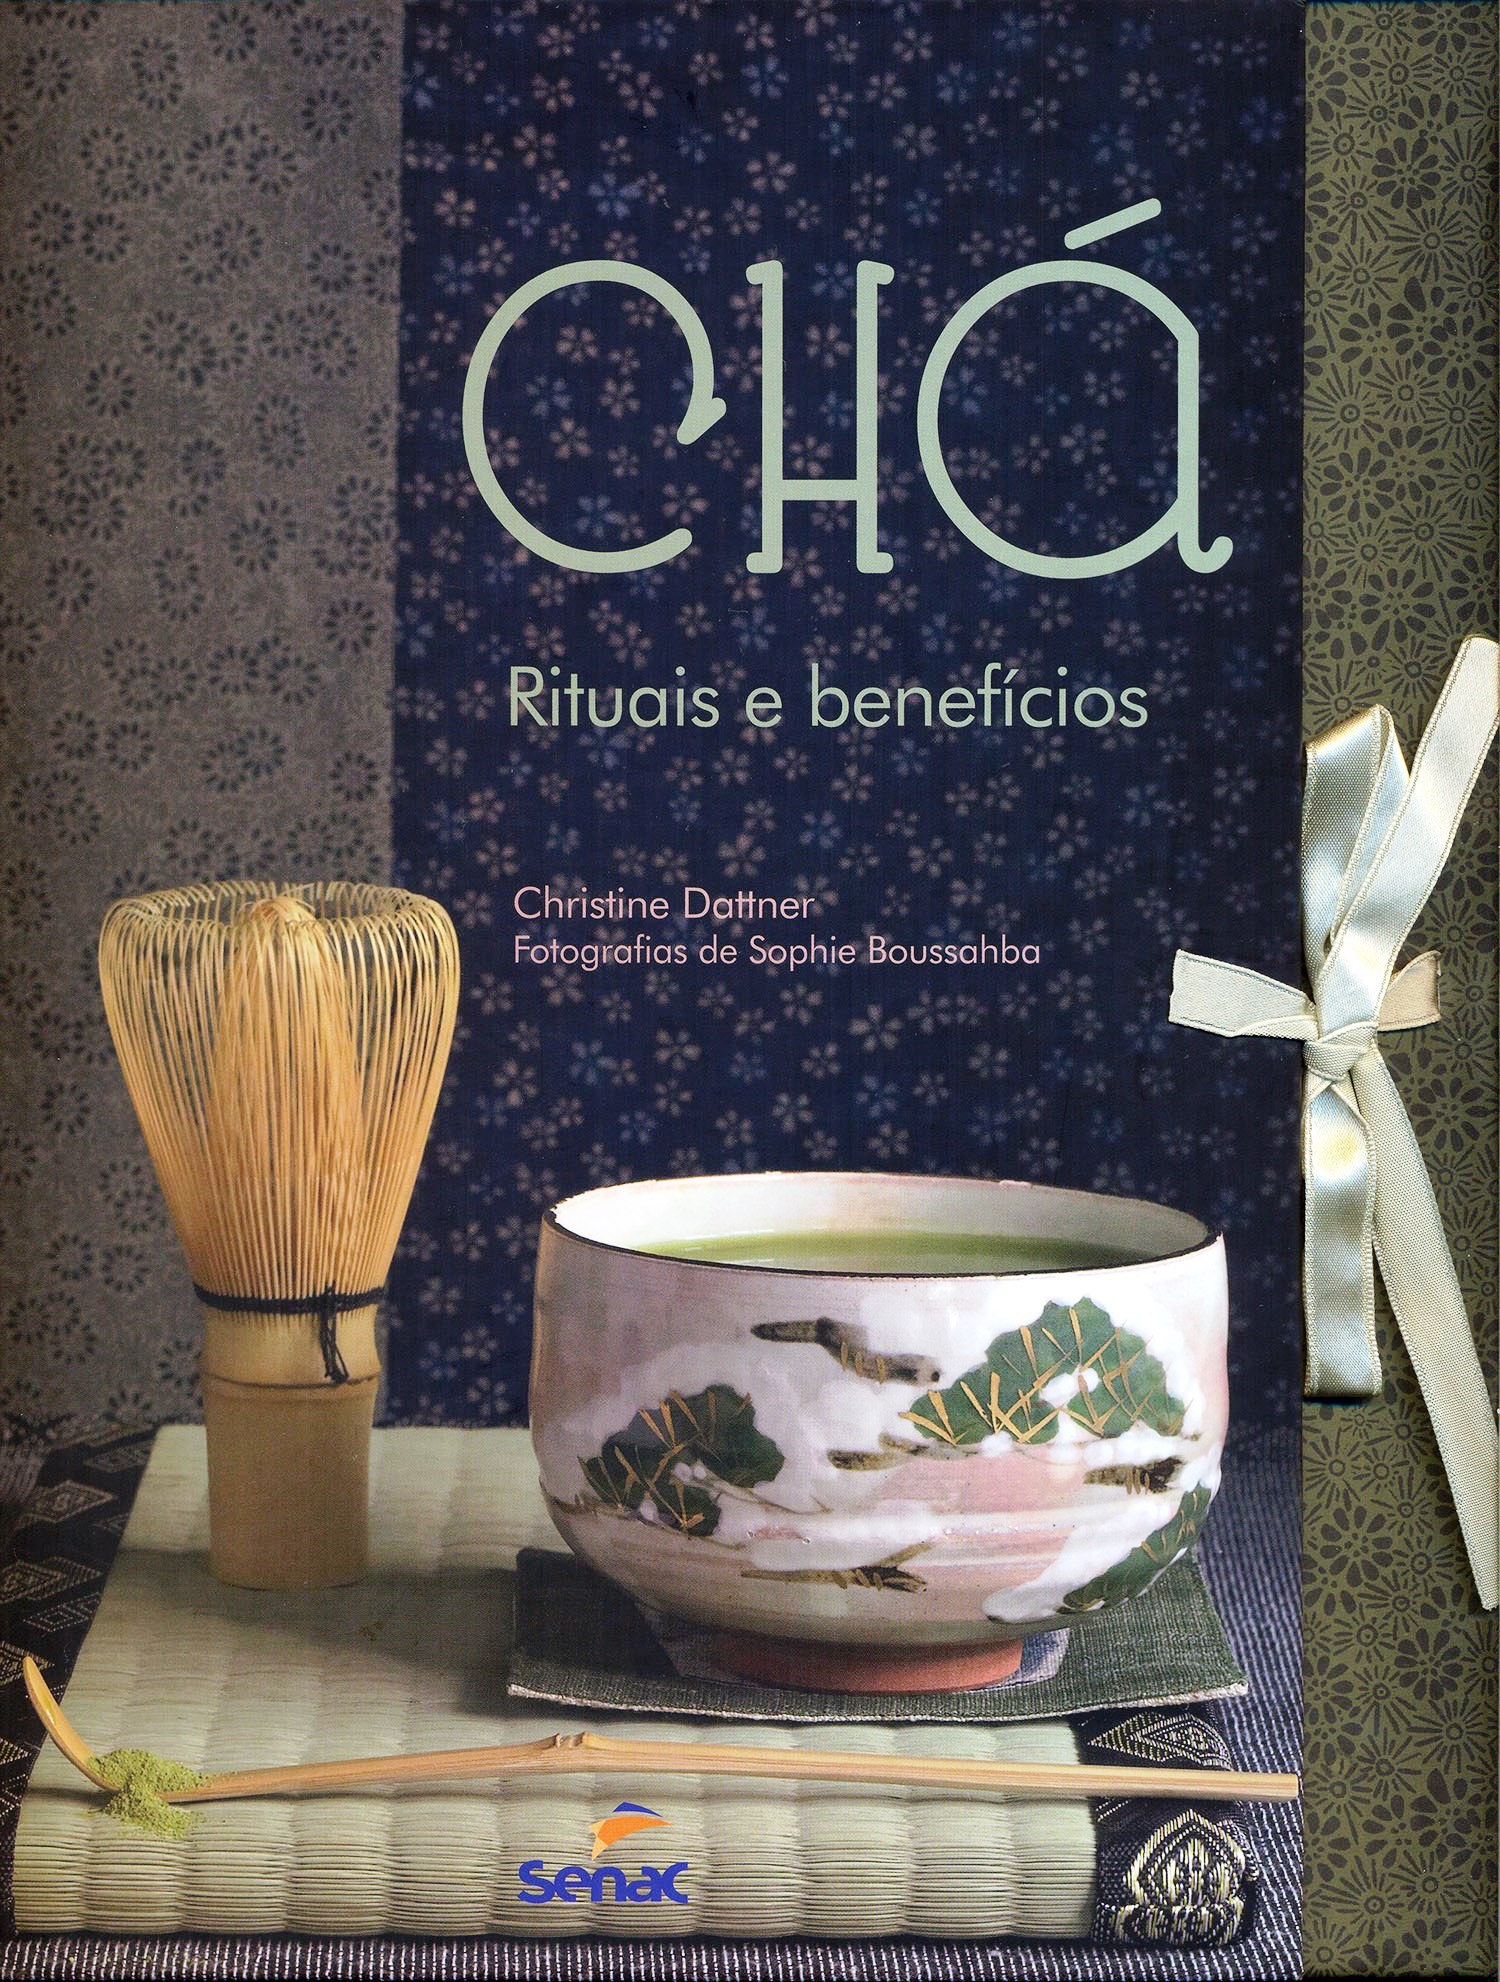 CHÁ
Rituais e benefícios
Christine Dattner
Fotografias de Sophie Boussahba
senac